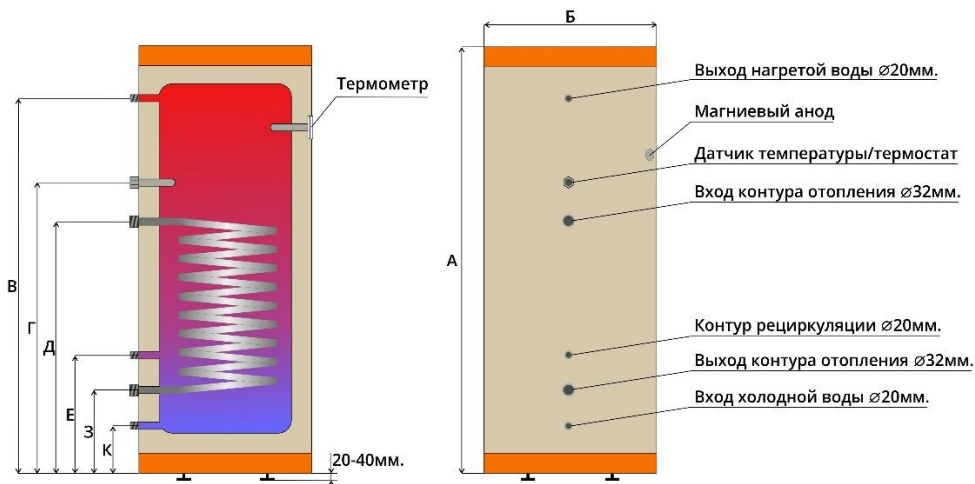 Термометр
В
Г
Д
Е
З
К
20-40мм.
Б
А
Выход нагретой воды ⌀20мм.
Магниевый анод
Датчик температуры/термостат
Вход контура отопления ⌀32мм.
Контур рециркуляции ⌀20мм.
Выход контура отопления ⌀32мм.
Вход холодной воды ⌀20мм.